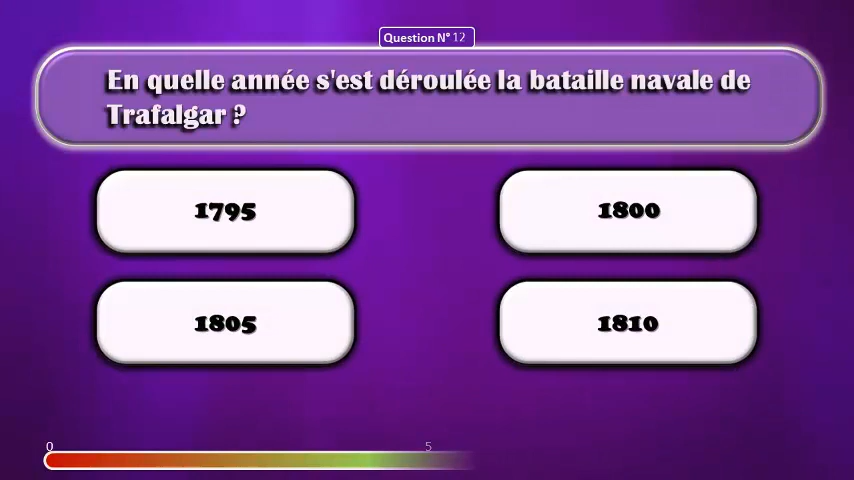 Question N° 12
En quelle année s'est déroulée la bataille navale de
Trafalgar ?
1795
1800
1805
1810
0
5